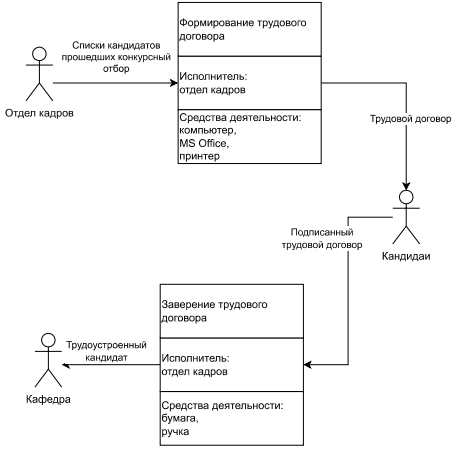 Формирование трудового
договора
Списки кандидатов
прошедших конкурсный
отбор
Исполнитель:
отдел кадров
Отдел кадров
Средства деятельности:
компьютер,
MS Office,
принтер
Трудовой договор
Подписанный
трудовой договор
Кандидаи
Заверение трудового
договора
Трудоустроенный
кандидат
Исполнитель:
отдел кадров
Кафедра
Средства деятельности:
бумага,
ручка